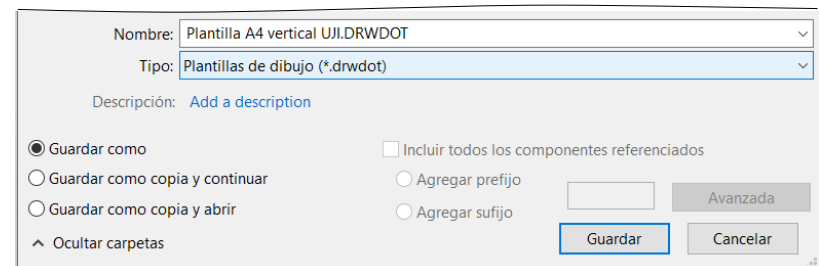 Nombre: Plantilla A4 vertical UJI.DRWDOT
Tipo: Plantillas de dibujo (*.drwdot)
Descripción: Add a description
Guardar como
Incluir todos los componentes referenciados
Guardar como copia y continuar
Agregar prefijo
Avanzada
Guardar como copia y abrir
Agregar sufijo
Ocultar carpetas
Guardar
Cancelar